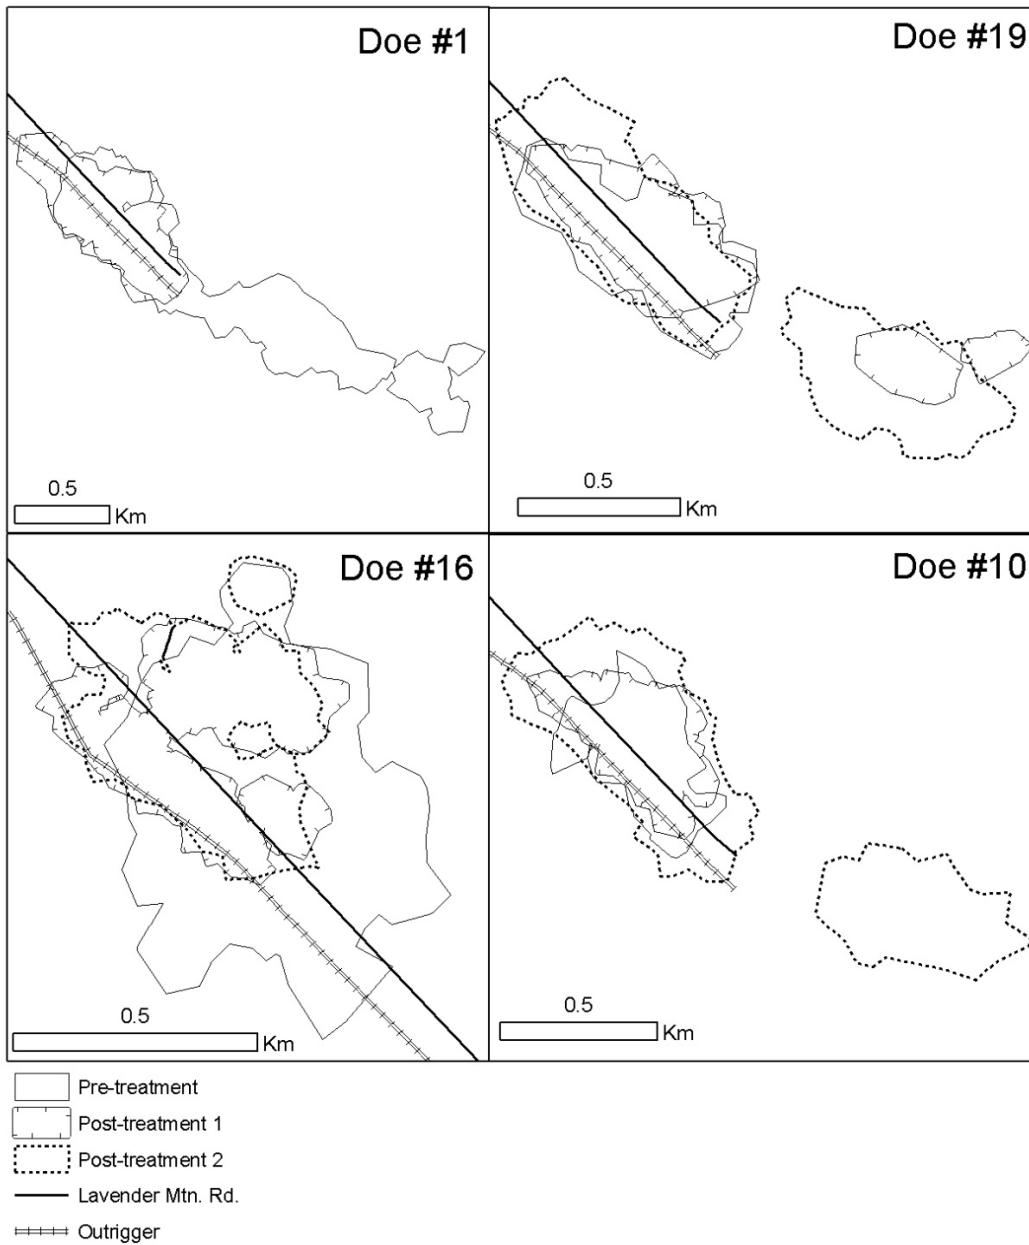 Doe #1
0.5
Km
Doe #19
0.5
Km
Doe #16
0.5
Km
Doe #10
0.5
Km
Pre-treatment
Post-treatment 1
Post-treatment 2
Lavender Mtn. Rd.
Outrigger